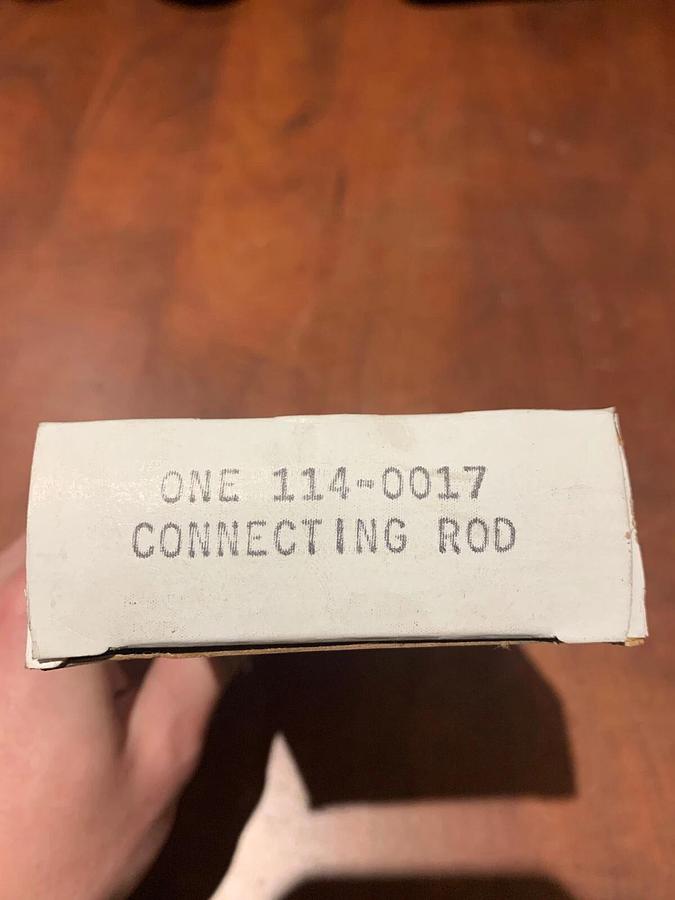 ONE 114-0017
CONNECTING ROD